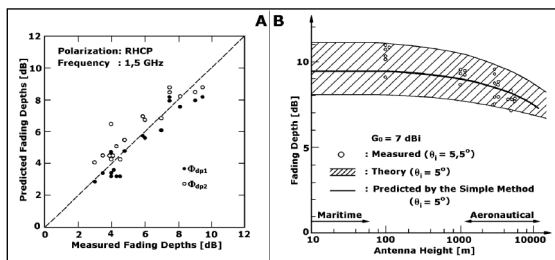 A
Polarization: RHCP
Frequency : 1,5 GHz
Predicted Fading Depths [dB]
12
10
8
6
4
2
0
0 2 4 6 8 10 12
Φdp1
Φdp2
Measured Fading Depths [dB]
B
Fading Depth [dB]
10
5
0
G₀ = 7 dBi
: Measured (θi = 5,5°)
: Theory (θi = 5°)
: Predicted by the Simple Method
(θi = 5°)
Maritime
Aeronautical
10 100 1000 10000
Antenna Height [m]